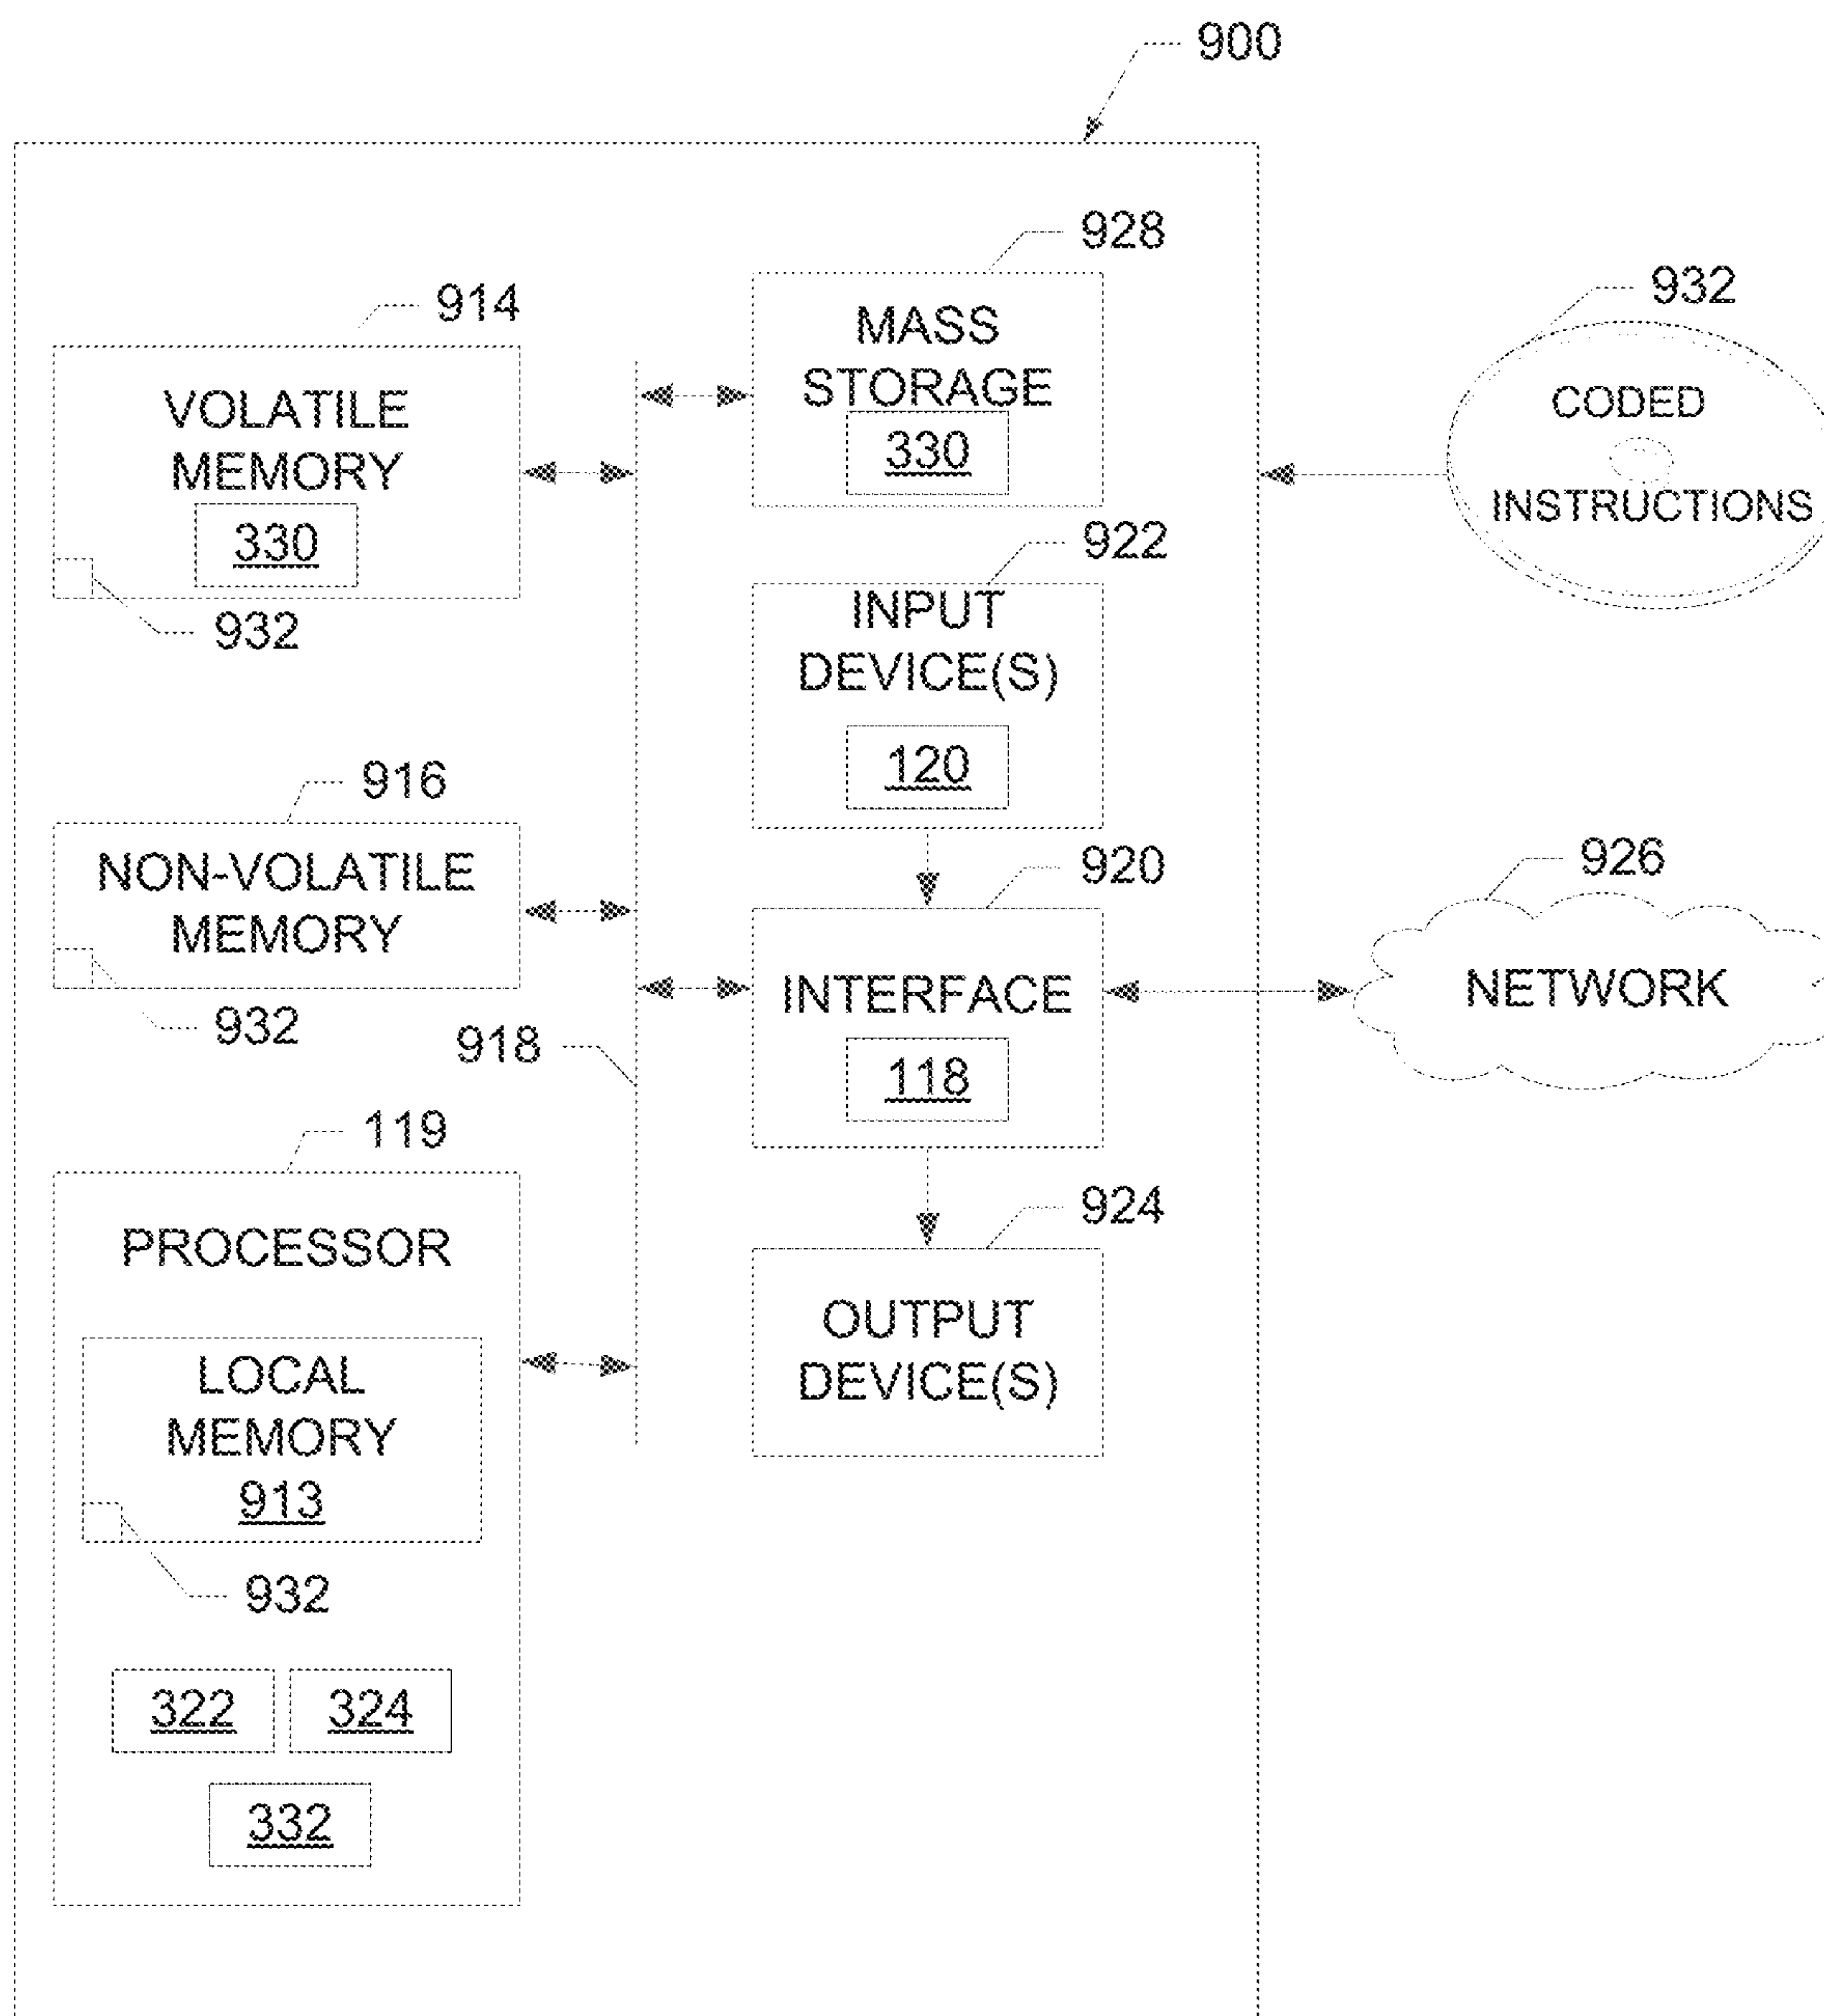 900
928
MASS
STORAGE
330
914
VOLATILE
MEMORY
330
932
932
CODED
INSTRUCTIONS
922
INPUT
DEVICE(S)
120
916
NON-VOLATILE
MEMORY
932
920
INTERFACE
118
926
NETWORK
918
119
PROCESSOR
LOCAL
MEMORY
913
932
322 324
332
924
OUTPUT
DEVICE(S)